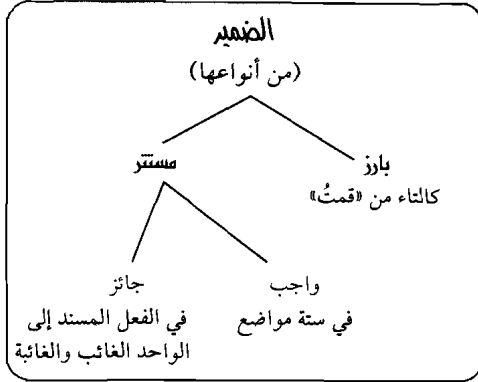 الضمير
(من أنواعها)
بارز
كالتاء من «قمتُ»
مستتر
واجب
في ستة مواضع
جائز
في الفعل المسند إلى
الواحد الغائب والغائبة